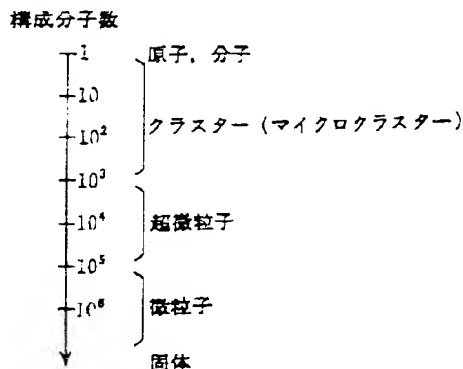 構成分子数
1 原子，分子
10
10² クラスター（マイクロクラスター）
10³
10⁴ 超微粒子
10⁵
10⁶ 微粒子
固体